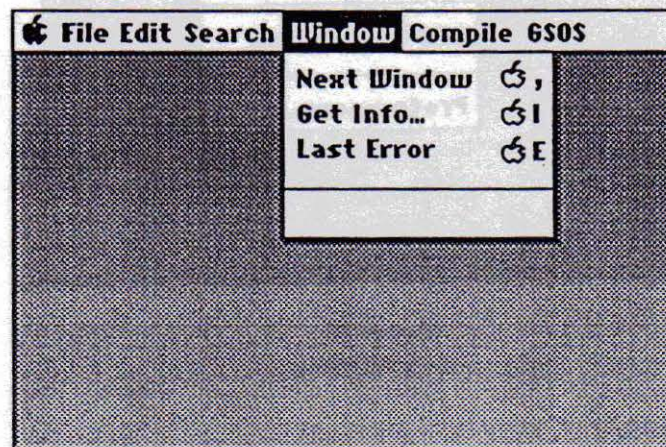 File Edit Search Window Compile GSOS
Next Window ,
Get Info... I
Last Error E